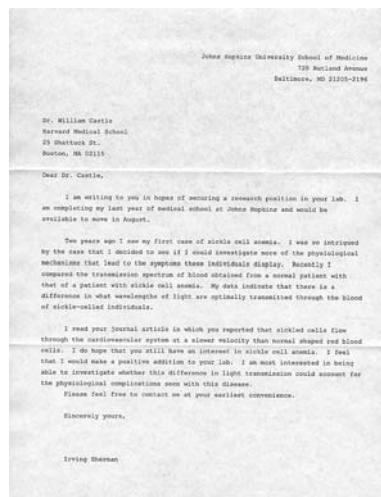 Johns Hopkins University School of Medicine
720 Rutland Avenue
Baltimore, MD 21205-2196
Dr. William Castle
Harvard Medical School
25 Shattuck St.
Boston, MA 02115
Dear Dr. Castle,
I am writing to you in hopes of securing a research position in your lab. I
am completing my last year of medical school at Johns Hopkins and would be
available to move in August.
Two years ago I saw my first case of sickle cell anemia. I was so intriqued
by the case that I decided to see if I could investigate more of the physiological
mechanisms that lead to the symptoms these individuals display. Recently I
compared the transmission spectrum of blood obtained from a normal patient with
that of a patient with sickle cell anemia. My data indicate that there is a
difference in what wavelengths of light are optimally transmitted through the blood
of sickle-celled individuals.
I read your journal article in which you reported that sickled cells flow
through the cardiovascular system at a slower velocity than normal shaped red blood
cells. I do hope that you still have an interest in sickle cell anemia. I feel
that I would make a positive addition to your lab. I am most interested in being
able to investigate whether this difference in light transmission could account for
the physiological complications seen with this disease.
Please feel free to contact me at your earliest convenience.
Sincerely yours,
Irving Sherman